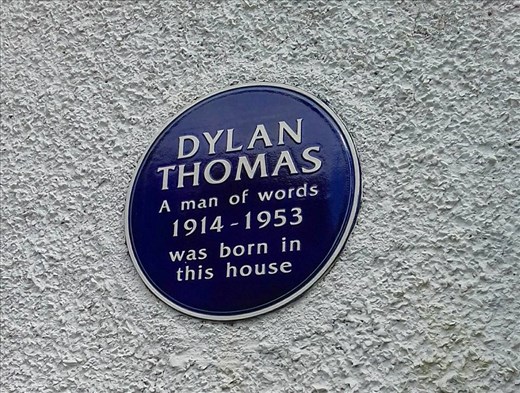 DYLAN
THOMAS
A man of words
1914-1953
was born in
this house